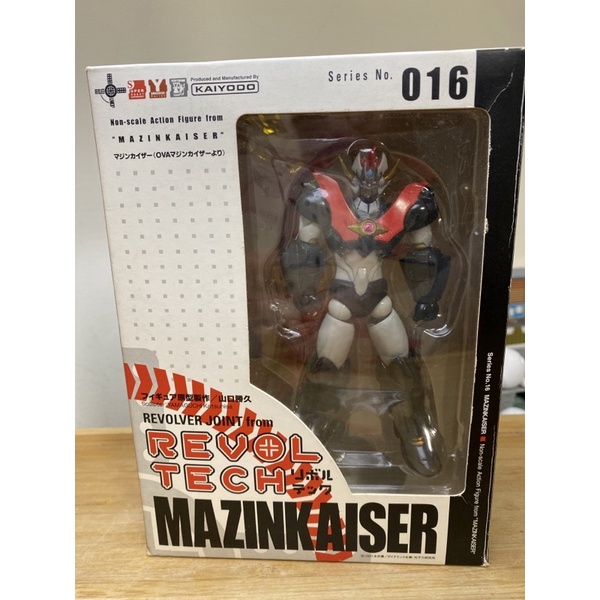 Produced and Manufactured By
KAIYODO
Series No. 016
Non-scale Action Figure from
"MAZINKAISER"
マジンカイザー(OVAマジンカイザーより)
フィギュア原型製作/山口勝久
REVOLVER JOINT from
REVOL
TECH リボル
テック
MAZINKAISER
Series No.16 MAZINKAISER Non-scale Action Figure from "MAZINKAISER"